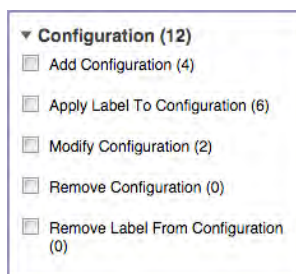 Configuration (12)
Add Configuration (4)
Apply Label To Configuration (6)
Modify Configuration (2)
Remove Configuration (0)
Remove Label From Configuration
(0)